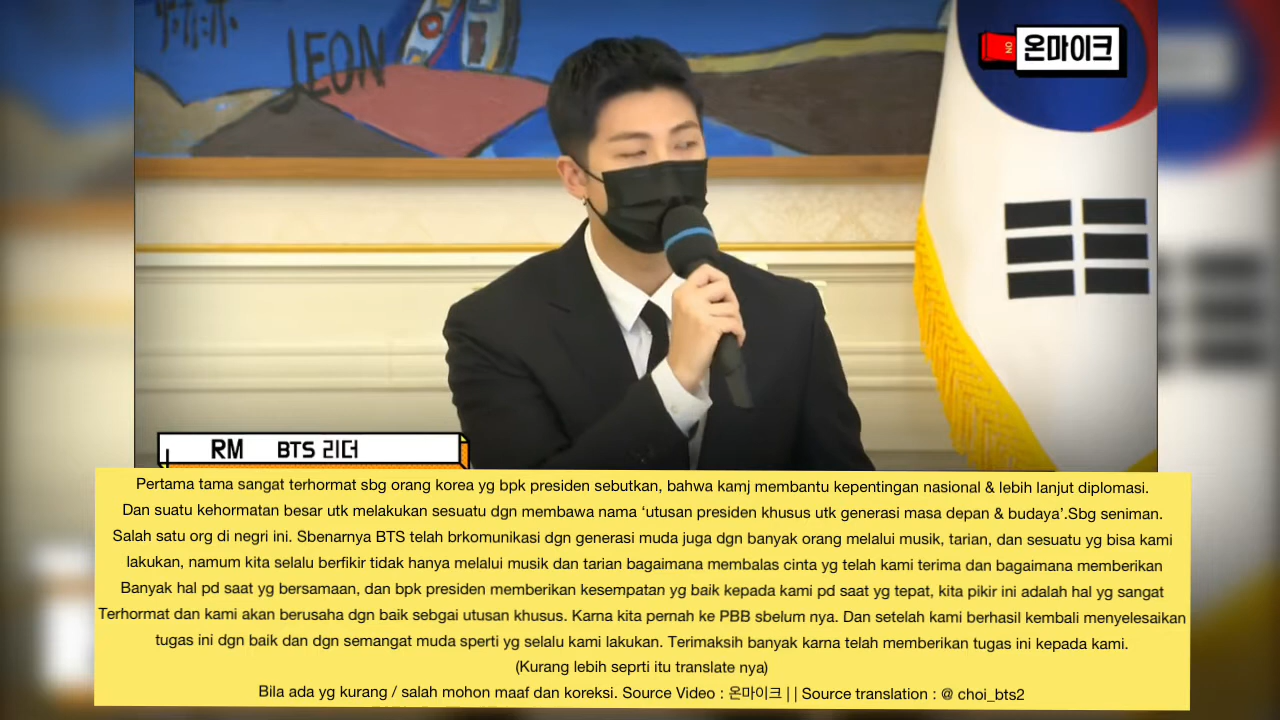 JEON
NO 온마이크
RM BTS 리더
Pertama tama sangat terhormat sbg orang korea yg bpk presiden sebutkan, bahwa kamj membantu kepentingan nasional & lebih lanjut diplomasi.
Dan suatu kehormatan besar utk melakukan sesuatu dgn membawa nama ‘utusan presiden khusus utk generasi masa depan & budaya’.Sbg seniman.
Salah satu org di negri ini. Sbenarnya BTS telah brkomunikasi dgn generasi muda juga dgn banyak orang melalui musik, tarian, dan sesuatu yg bisa kami
lakukan, namum kita selalu berfikir tidak hanya melalui musik dan tarian bagaimana membalas cinta yg telah kami terima dan bagaimana memberikan
Banyak hal pd saat yg bersamaan, dan bpk presiden memberikan kesempatan yg baik kepada kami pd saat yg tepat, kita pikir ini adalah hal yg sangat
Terhormat dan kami akan berusaha dgn baik sebgai utusan khusus. Karna kita pernah ke PBB sbelum nya. Dan setelah kami berhasil kembali menyelesaikan
tugas ini dgn baik dan dgn semangat muda sperti yg selalu kami lakukan. Terimaksih banyak karna telah memberikan tugas ini kepada kami.
(Kurang lebih seprti itu translate nya)
Bila ada yg kurang / salah mohon maaf dan koreksi. Source Video : 온마이크 | | Source translation : @ choi_bts2